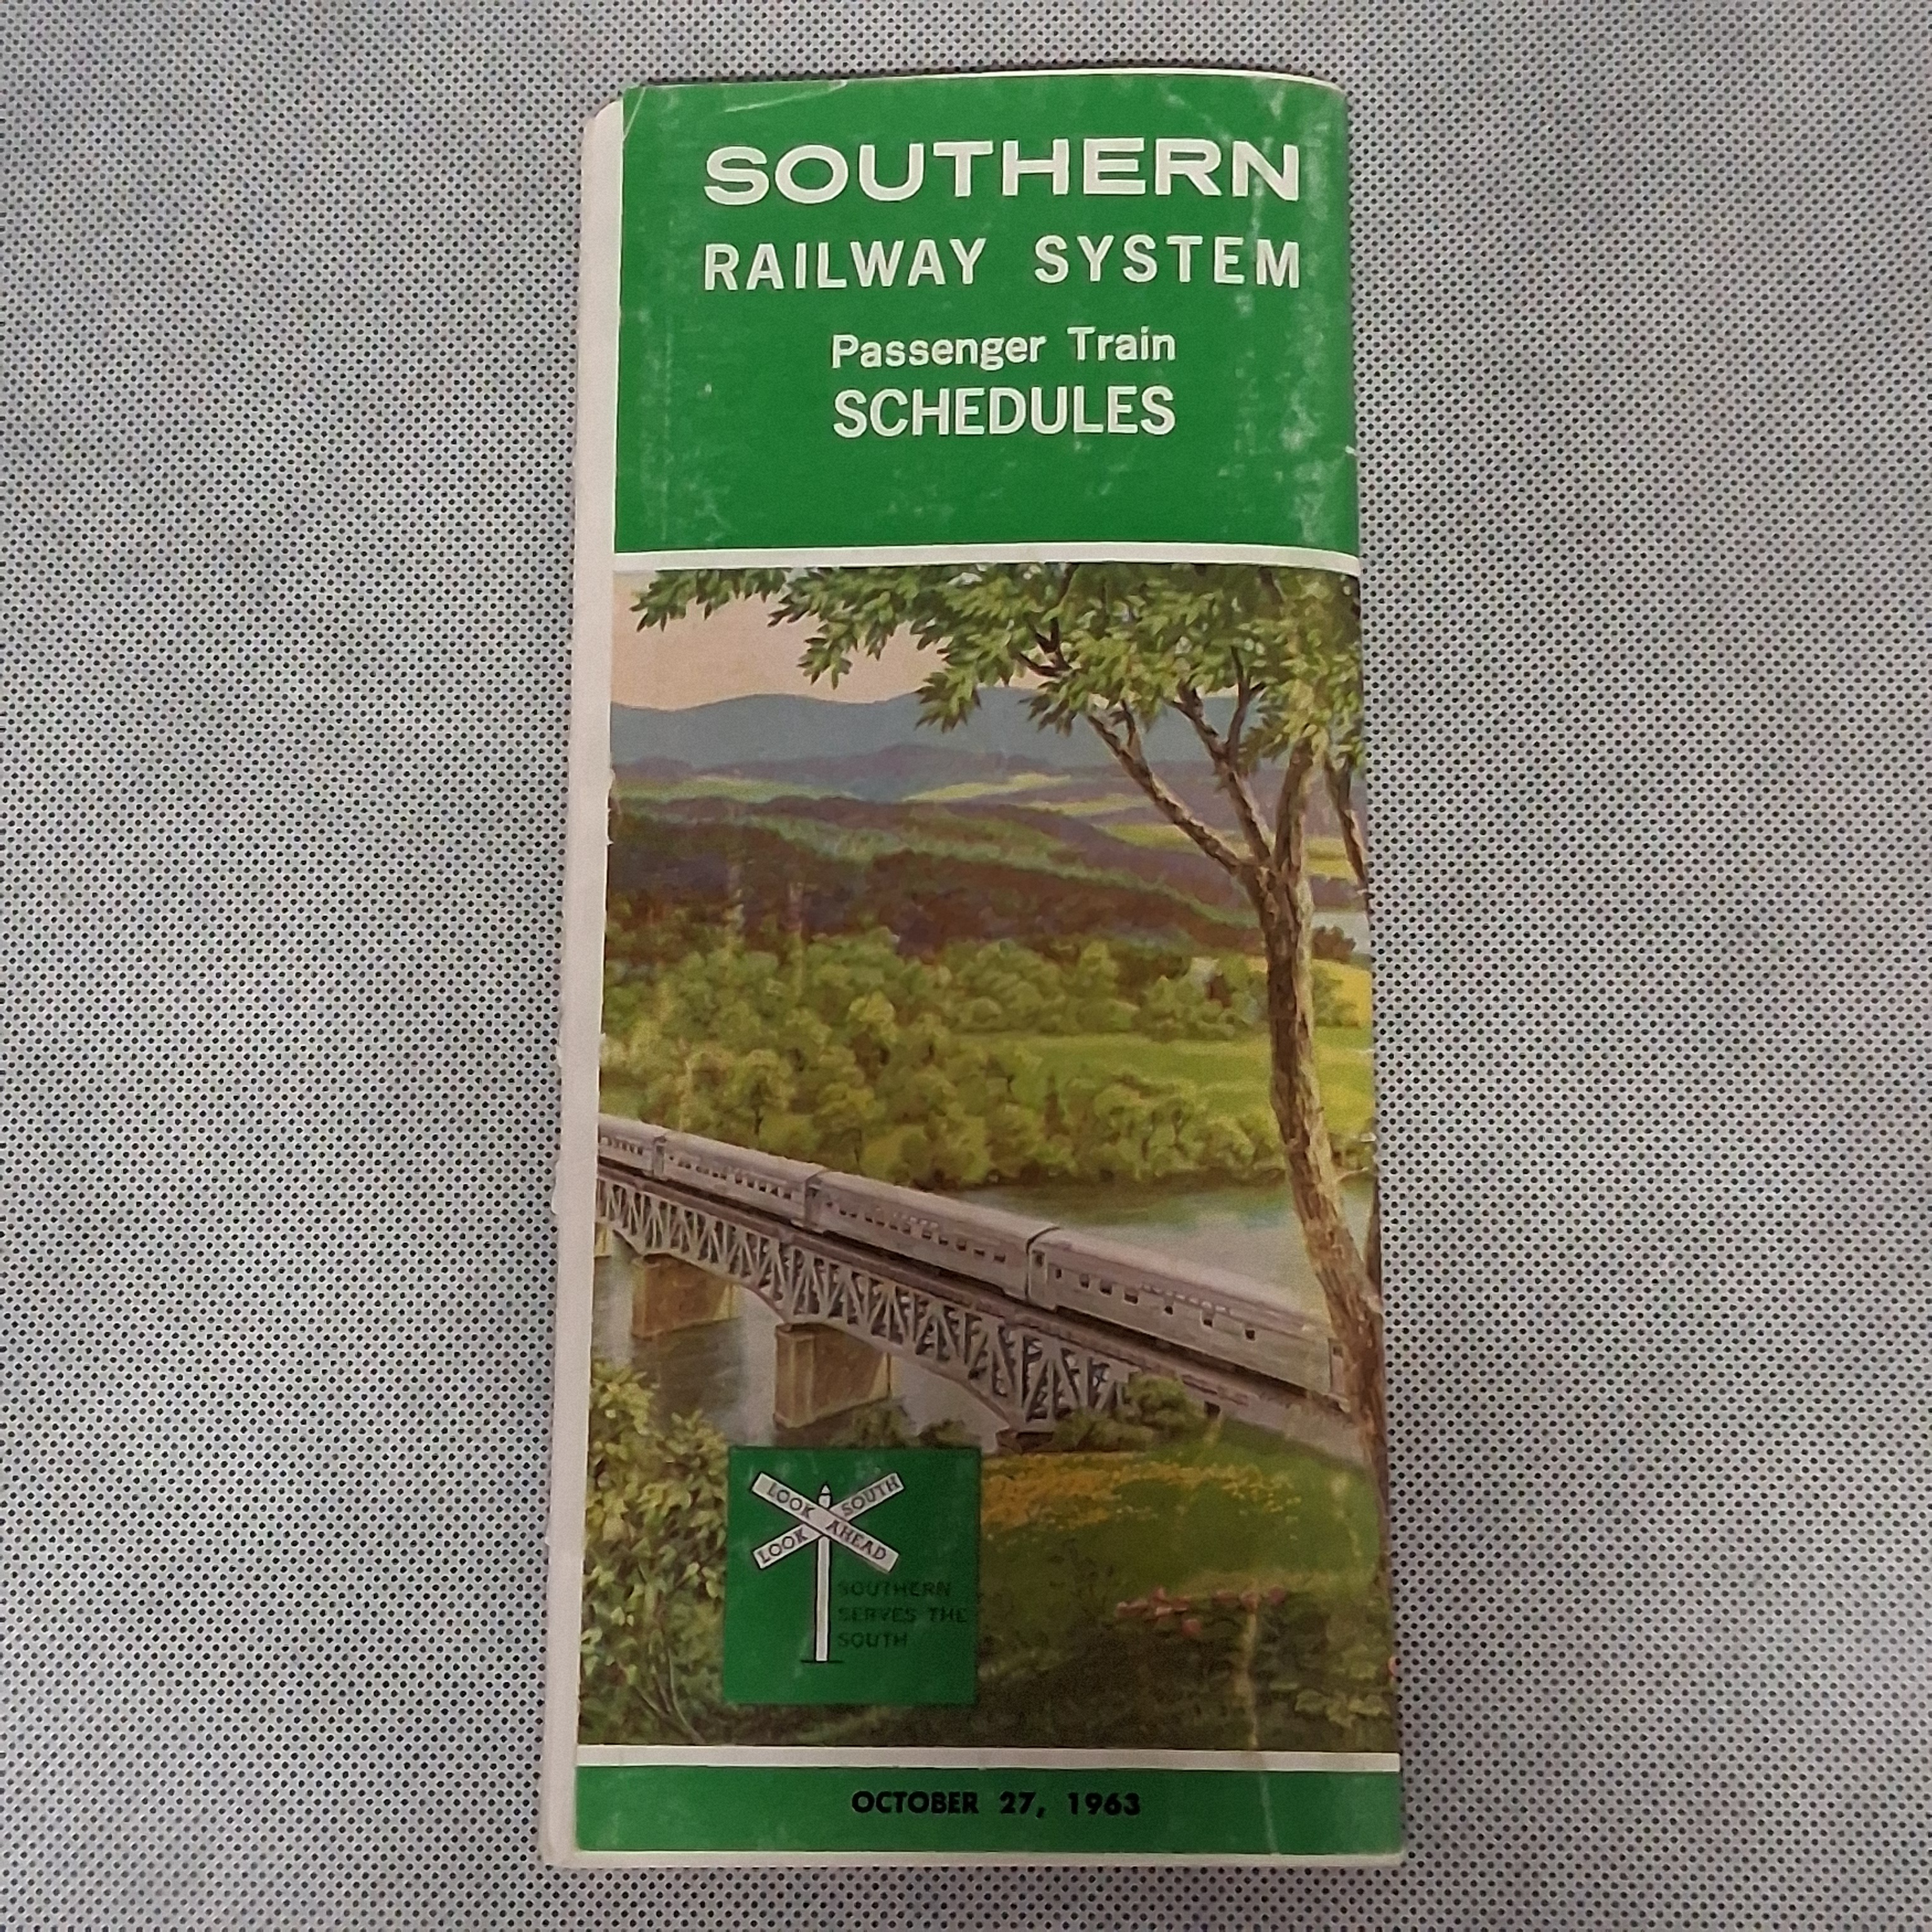 SOUTHERN
RAILWAY SYSTEM
Passenger Train
SCHEDULES
LOOK AHEAD
LOOK SOUTH
SOUTHERN
SERVES THE
SOUTH
OCTOBER 27, 1963